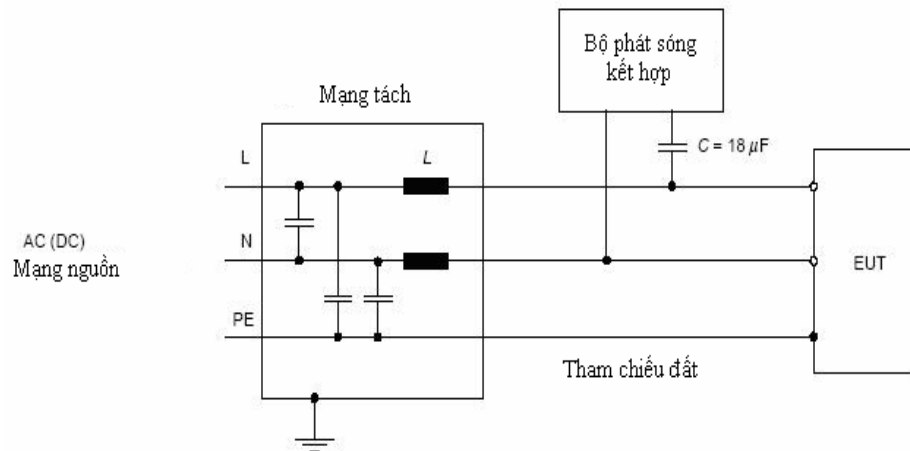 Bộ phát sóng
kết hợp
Mạng tách
L
L
C = 18 µF
AC (DC)
Mạng nguồn
N
EUT
PE
Tham chiếu đất